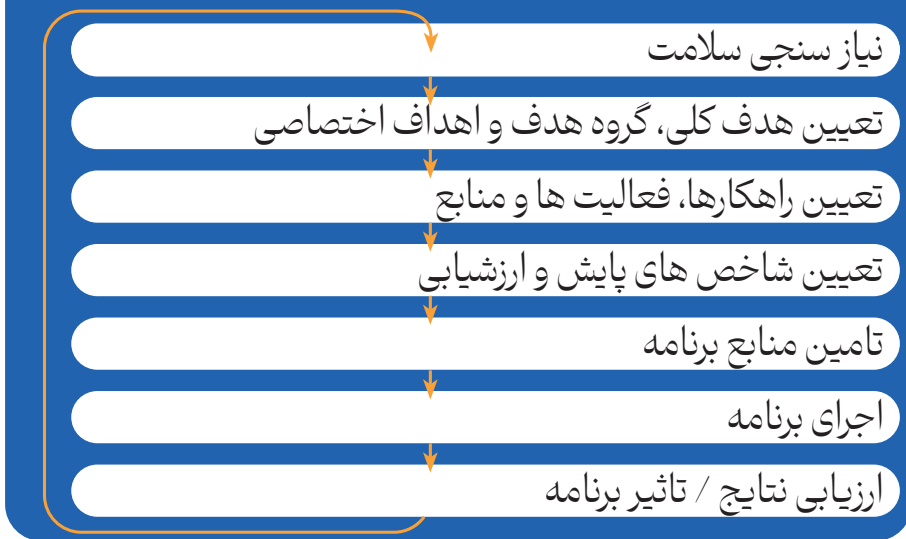 نیاز سنجی سلامت
تعیین هدف کلی، گروه هدف و اهداف اختصاصی
تعیین راهکارها، فعالیت ها و منابع
تعیین شاخص های پایش و ارزشیابی
تامین منابع برنامه
اجرای برنامه
ارزیابی نتایج / تاثیر برنامه